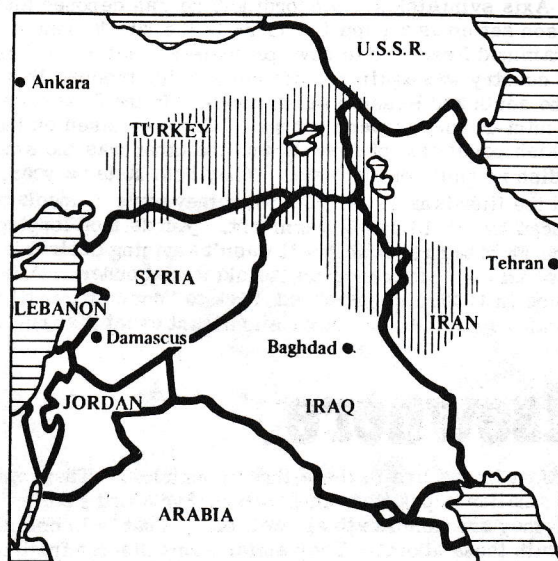 U.S.S.R.
Ankara
TURKEY
Tehran
SYRIA
LEBANON
IRAN
Damascus
Baghdad
JORDAN
IRAQ
ARABIA